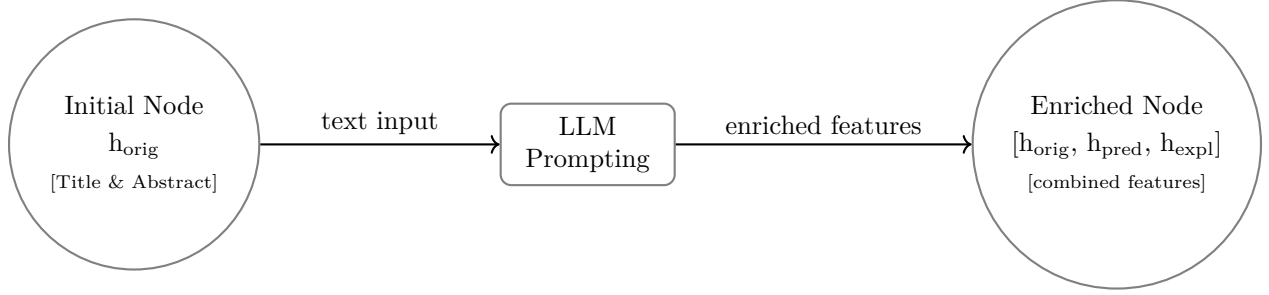 Initial Node
h_orig
[Title & Abstract]
text input
LLM
Prompting
enriched features
Enriched Node
[h_orig, h_pred, h_expl]
[combined features]